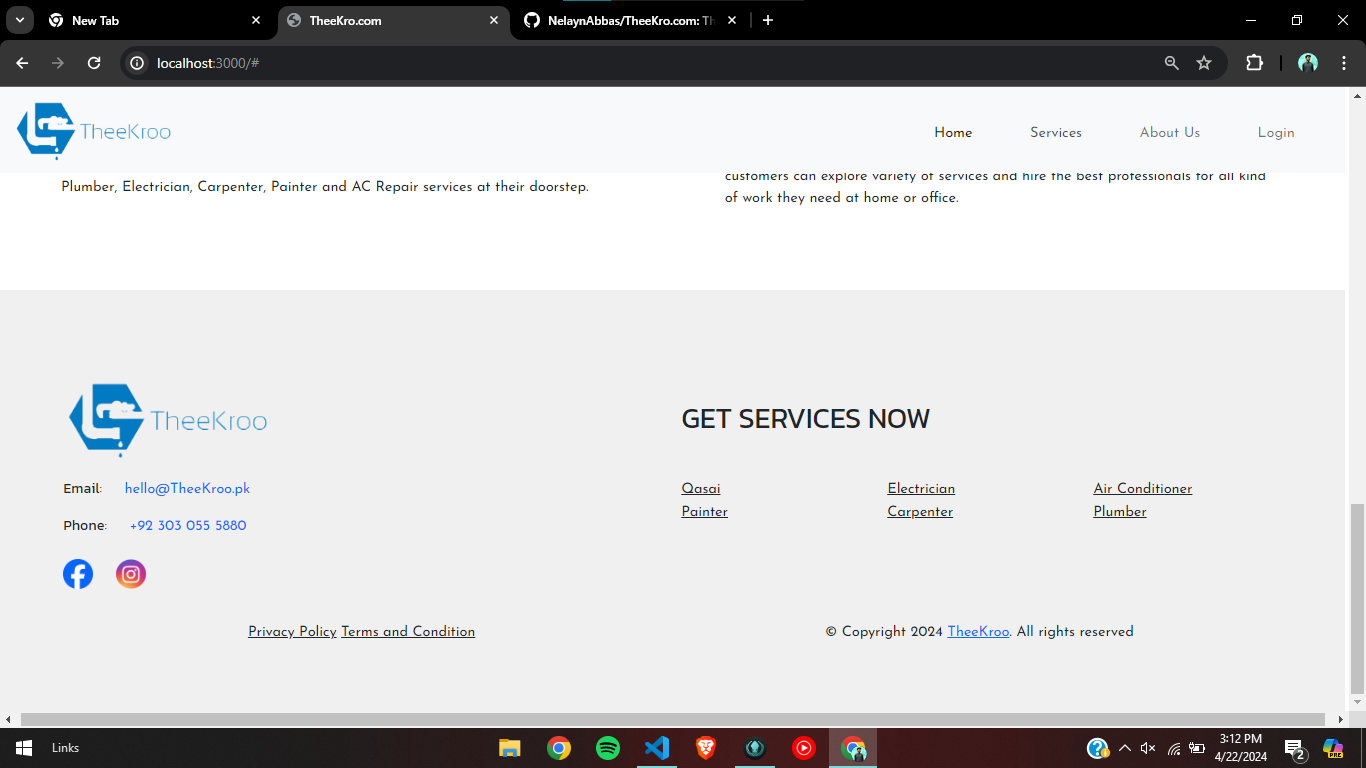 New Tab
TheeKro.com
NelaynAbbas/TheeKro.com: Th
localhost:3000/#
TheeKroo
Home Services About Us Login
Plumber, Electrician, Carpenter, Painter and AC Repair services at their doorstep.
customers can explore variety of services and hire the best professionals for all kind
of work they need at home or office.
TheeKroo
GET SERVICES NOW
Email: hello@TheeKroo.pk
Qasai Electrician Air Conditioner
Painter Carpenter Plumber
Phone: +92 303 055 5880
Privacy Policy Terms and Condition
© Copyright 2024 TheeKroo. All rights reserved
Links
3:12 PM
4/22/2024
2
PRE